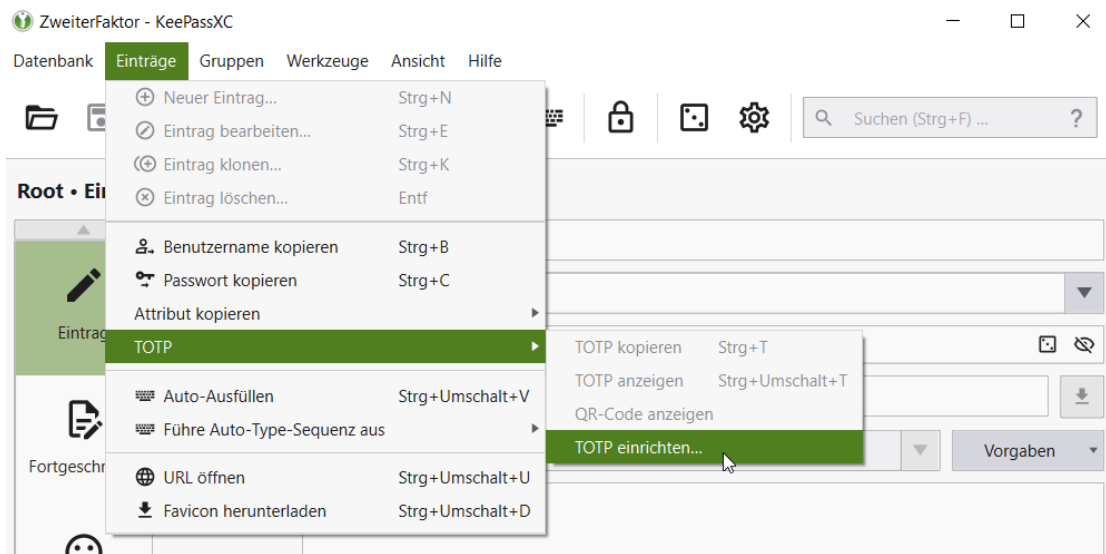 ZweiterFaktor - KeePassXC
Datenbank Einträge Gruppen Werkzeuge Ansicht Hilfe
Suchen (Strg+F) ... ?
Neuer Eintrag... Strg+N
Eintrag bearbeiten... Strg+E
Eintrag klonen... Strg+K
Eintrag löschen... Entf
Root • Ei
Benutzername kopieren Strg+B
Passwort kopieren Strg+C
Attribut kopieren
TOTP
Auto-Ausfüllen Strg+Umschalt+V
Führe Auto-Type-Sequenz aus
URL öffnen Strg+Umschalt+U
Favicon herunterladen Strg+Umschalt+D
TOTP kopieren Strg+T
TOTP anzeigen Strg+Umschalt+T
QR-Code anzeigen
TOTP einrichten...
Eintrag
Fortgeschr
Vorgaben